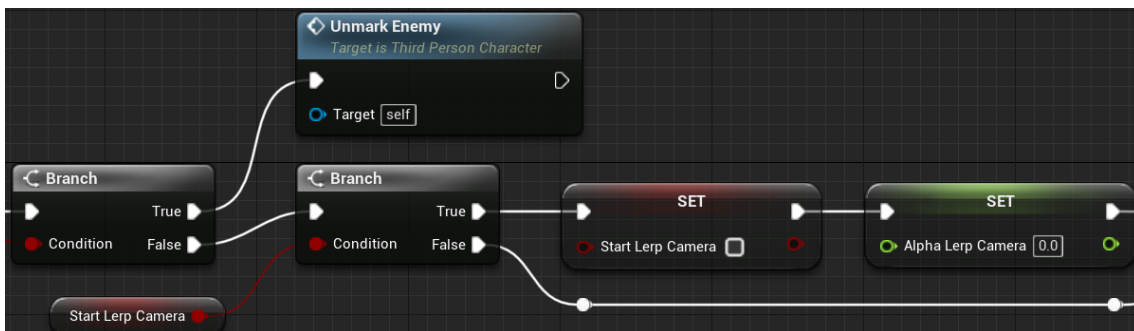 Unmark Enemy
Target is Third Person Character
Target self
Branch
True
Condition
False
Branch
True
Condition
False
SET
Start Lerp Camera
SET
Alpha Lerp Camera 0.0
Start Lerp Camera